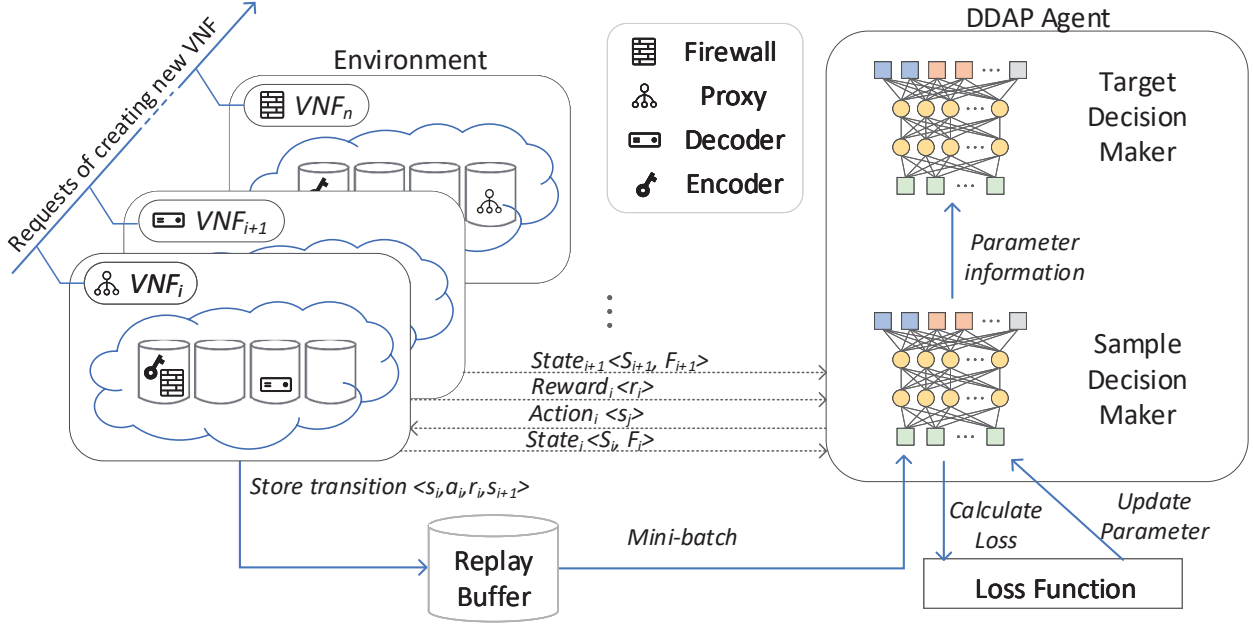 DDAP Agent
Requests of creating new VNF
Environment
VNFn
VNFi+1
VNFi
Firewall
Proxy
Decoder
Encoder
Target
Decision
Maker
Parameter
information
Sample
Decision
Maker
Statei+1 <Si+1, Fi+1>
Rewardi <ri>
Actioni <sj>
Statei <Si, Fi>
Store transition <si,ai,ri,si+1>
Replay
Buffer
Mini-batch
Calculate
Loss
Update
Parameter
Loss Function